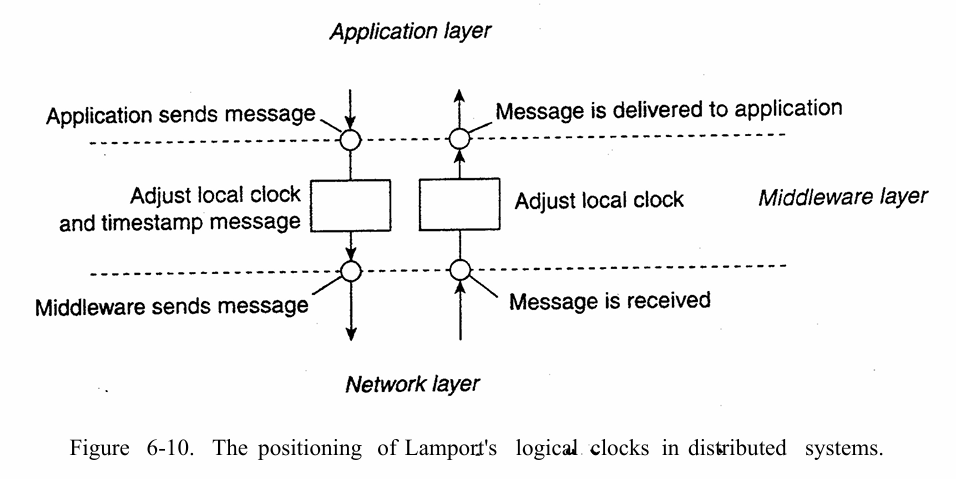 Application layer
Application sends message
Message is delivered to application
Adjust local clock
and timestamp message
Adjust local clock
Middleware layer
Middleware sends message
Message is received
Network layer
Figure 6-10. The positioning of Lamport's logical clocks in distributed systems.